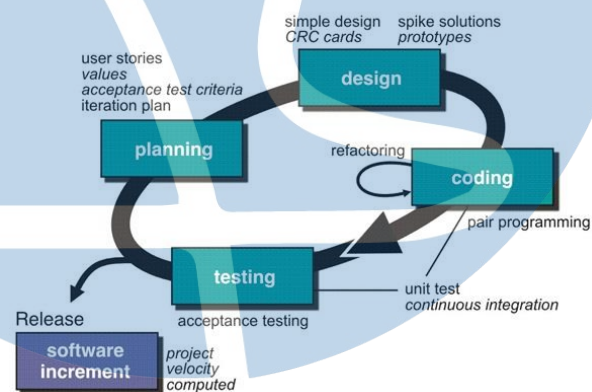 simple design
CRC cards
spike solutions
prototypes
design
user stories
values
acceptance test criteria
iteration plan
planning
refactoring
coding
pair programming
testing
unit test
continuous integration
acceptance testing
Release
software
increment
project
velocity
computed